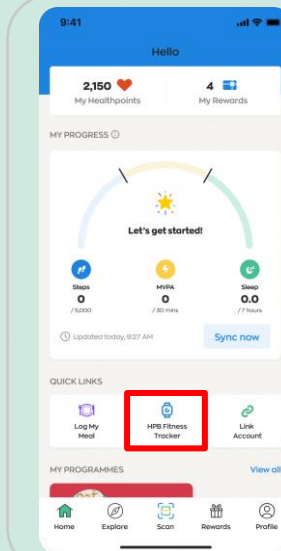 9:41
Hello
2,150
4
My Healthpoints
My Rewards
MY PROGRESS
Let's get started!
Steps
MVPA
Sleep
0
0
0.0
/ 5,000
/ 30 mins
/ 7 hours
Updated today, 9:27 AM
Sync now
QUICK LINKS
Log My
Meal
HPB Fitness
Tracker
Link
Account
MY PROGRAMMES
View all
Home
Explore
Scan
Rewards
Profile